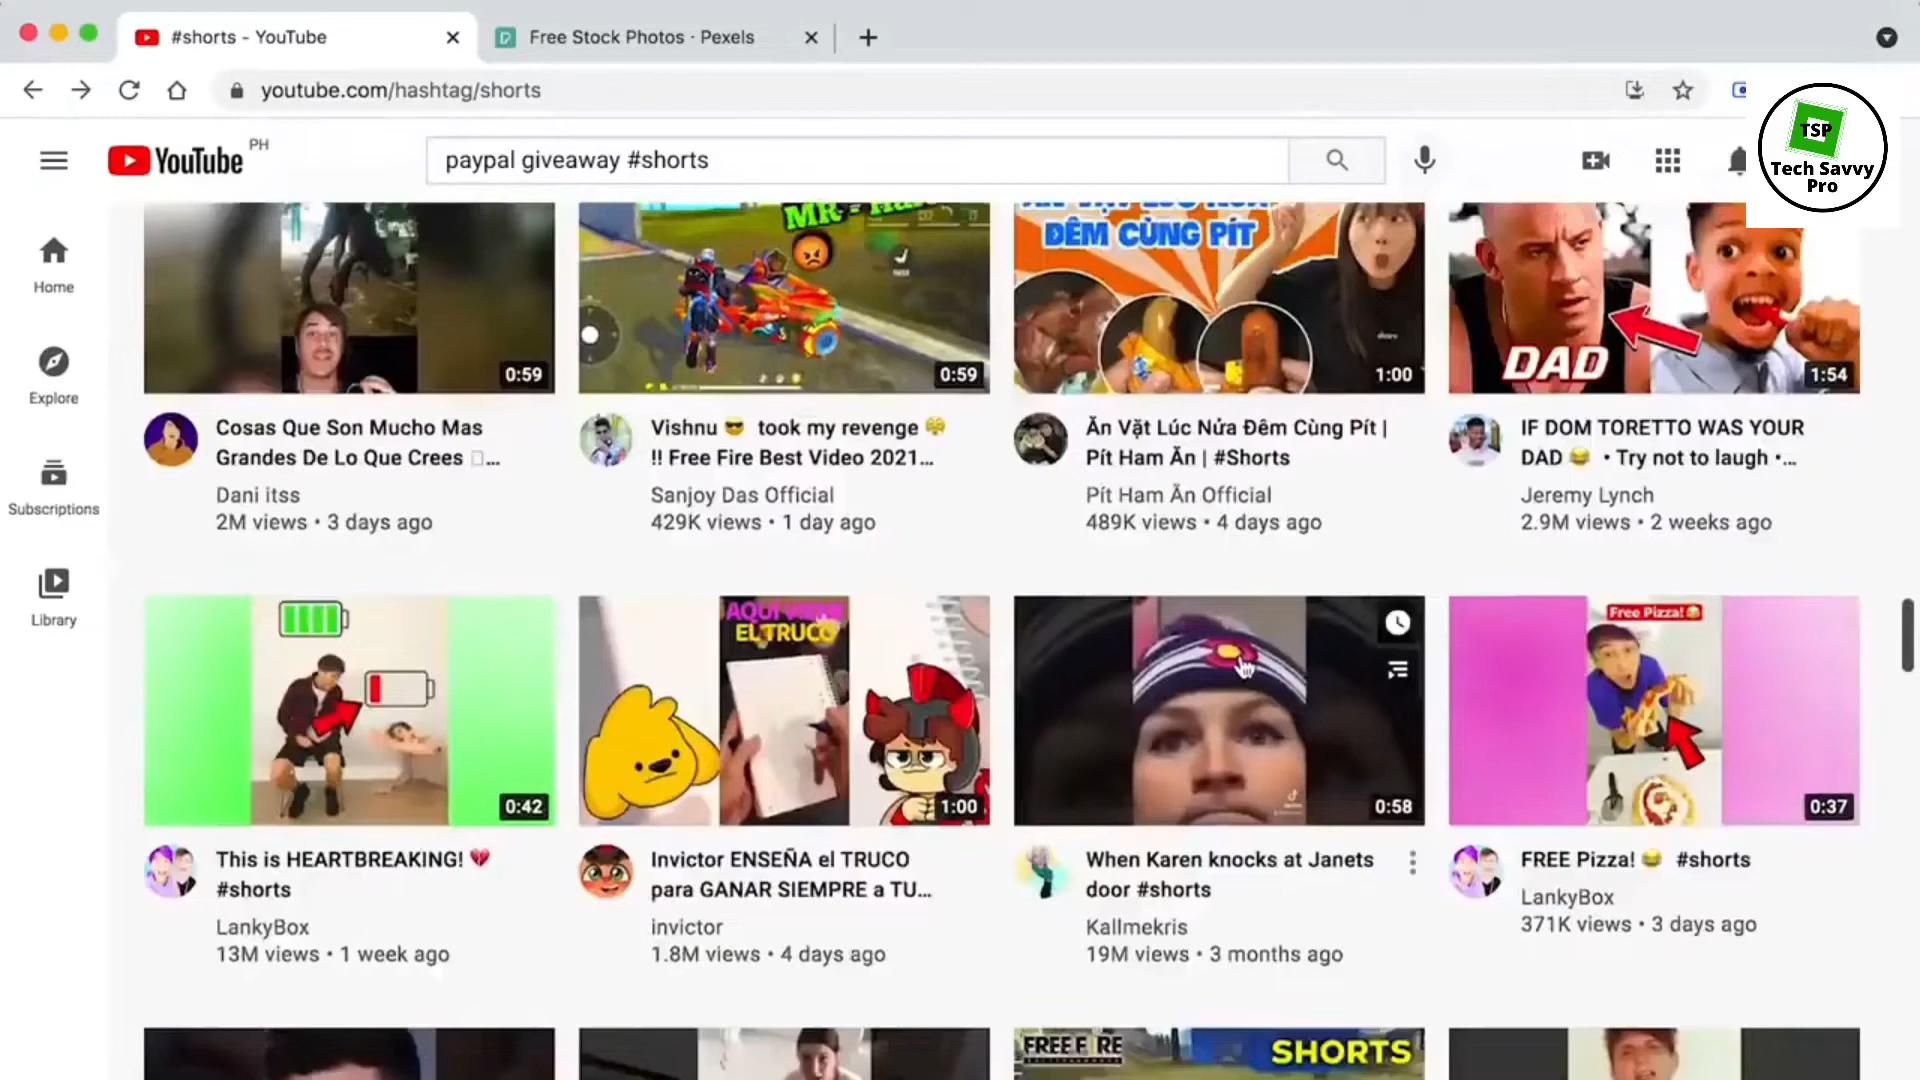 #shorts - YouTube
Free Stock Photos · Pexels
youtube.com/hashtag/shorts
YouTube PH
paypal giveaway #shorts
TSP
Tech Savvy
Pro
Home
Explore
Subscriptions
Library
0:59
0:59
ĐÊM CÙNG PÍT
1:00
DAD
1:54
Cosas Que Son Mucho Mas
Grandes De Lo Que Crees □...
Dani itss
2M views • 3 days ago
Vishnu 😎 took my revenge 😤
!! Free Fire Best Video 2021...
Sanjoy Das Official
429K views • 1 day ago
Ăn Vặt Lúc Nửa Đêm Cùng Pít |
Pít Ham Ăn | #Shorts
Pít Ham Ăn Official
489K views • 4 days ago
IF DOM TORETTO WAS YOUR
DAD 😂 • Try not to laugh •...
Jeremy Lynch
2.9M views • 2 weeks ago
0:42
AQUÍ VIENE
EL TRUCO
1:00
0:58
Free Pizza! 😂
0:37
This is HEARTBREAKING! 💔
#shorts
LankyBox
13M views • 1 week ago
Invictor ENSEÑA el TRUCO
para GANAR SIEMPRE a TU...
invictor
1.8M views • 4 days ago
When Karen knocks at Janets
door #shorts
Kallmekris
19M views • 3 months ago
FREE Pizza! 😂 #shorts
LankyBox
371K views • 3 days ago
FREE FIRE
SHORTS